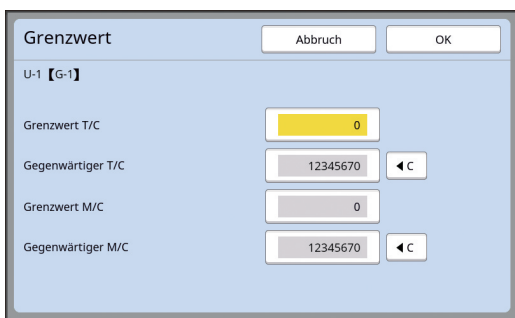 Grenzwert Abbruch OK
U-1【G-1】
Grenzwert T/C 0
Gegenwärtiger T/C 12345670 ◀C
Grenzwert M/C 0
Gegenwärtiger M/C 12345670 ◀C